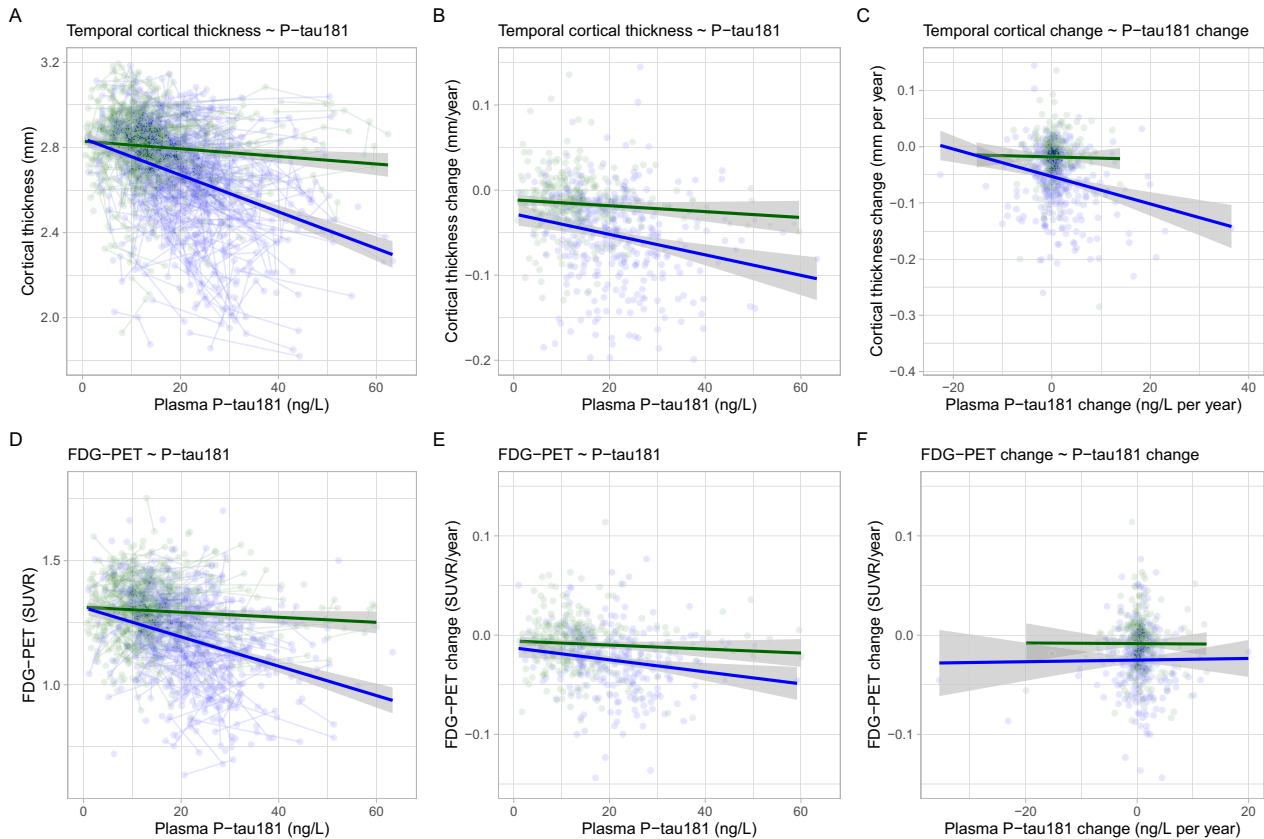 A
Temporal cortical thickness ~ P−tau181
Cortical thickness (mm)
3.2
2.8
2.4
2.0
0 20 40 60
Plasma P−tau181 (ng/L)
B
Temporal cortical thickness ~ P−tau181
Cortical thickness change (mm/year)
0.1
0.0
−0.1
−0.2
0 20 40 60
Plasma P−tau181 (ng/L)
C
Temporal cortical change ~ P−tau181 change
Cortical thickness change (mm per year)
0.1
0.0
−0.1
−0.2
−0.3
−0.4
−20 0 20 40
Plasma P−tau181 change (ng/L per year)
D
FDG−PET ~ P−tau181
FDG−PET (SUVR)
1.5
1.0
0 20 40 60
Plasma P−tau181 (ng/L)
E
FDG−PET ~ P−tau181
FDG−PET change (SUVR/year)
0.1
0.0
−0.1
0 20 40 60
Plasma P−tau181 (ng/L)
F
FDG−PET change ~ P−tau181 change
FDG−PET change (SUVR/year)
0.1
0.0
−0.1
−20 0 20
Plasma P−tau181 change (ng/L per year)